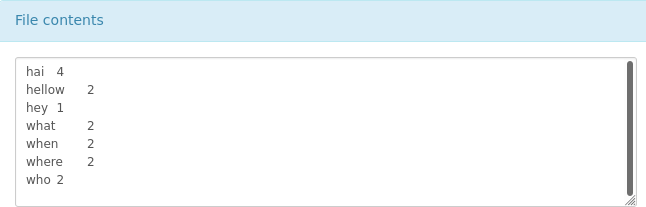 File contents
hai 4
hellow 2
hey 1
what 2
when 2
where 2
who 2